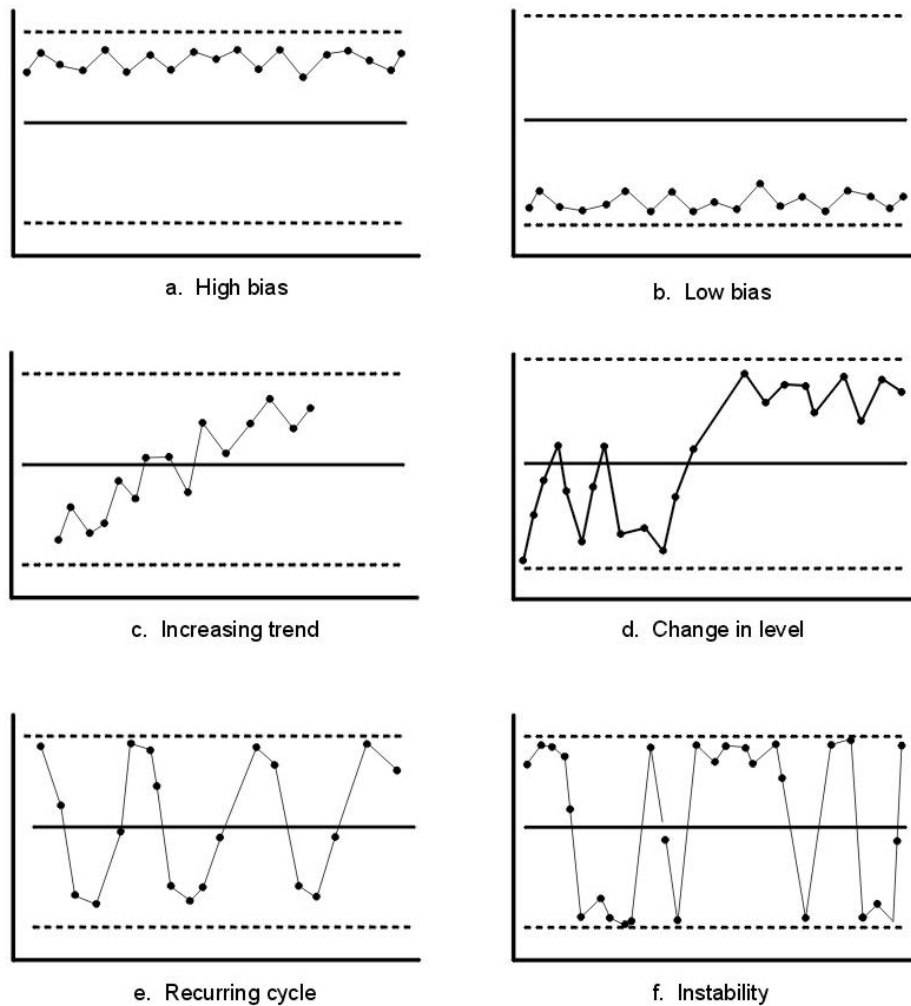 a. High bias
b. Low bias
c. Increasing trend
d. Change in level
e. Recurring cycle
f. Instability